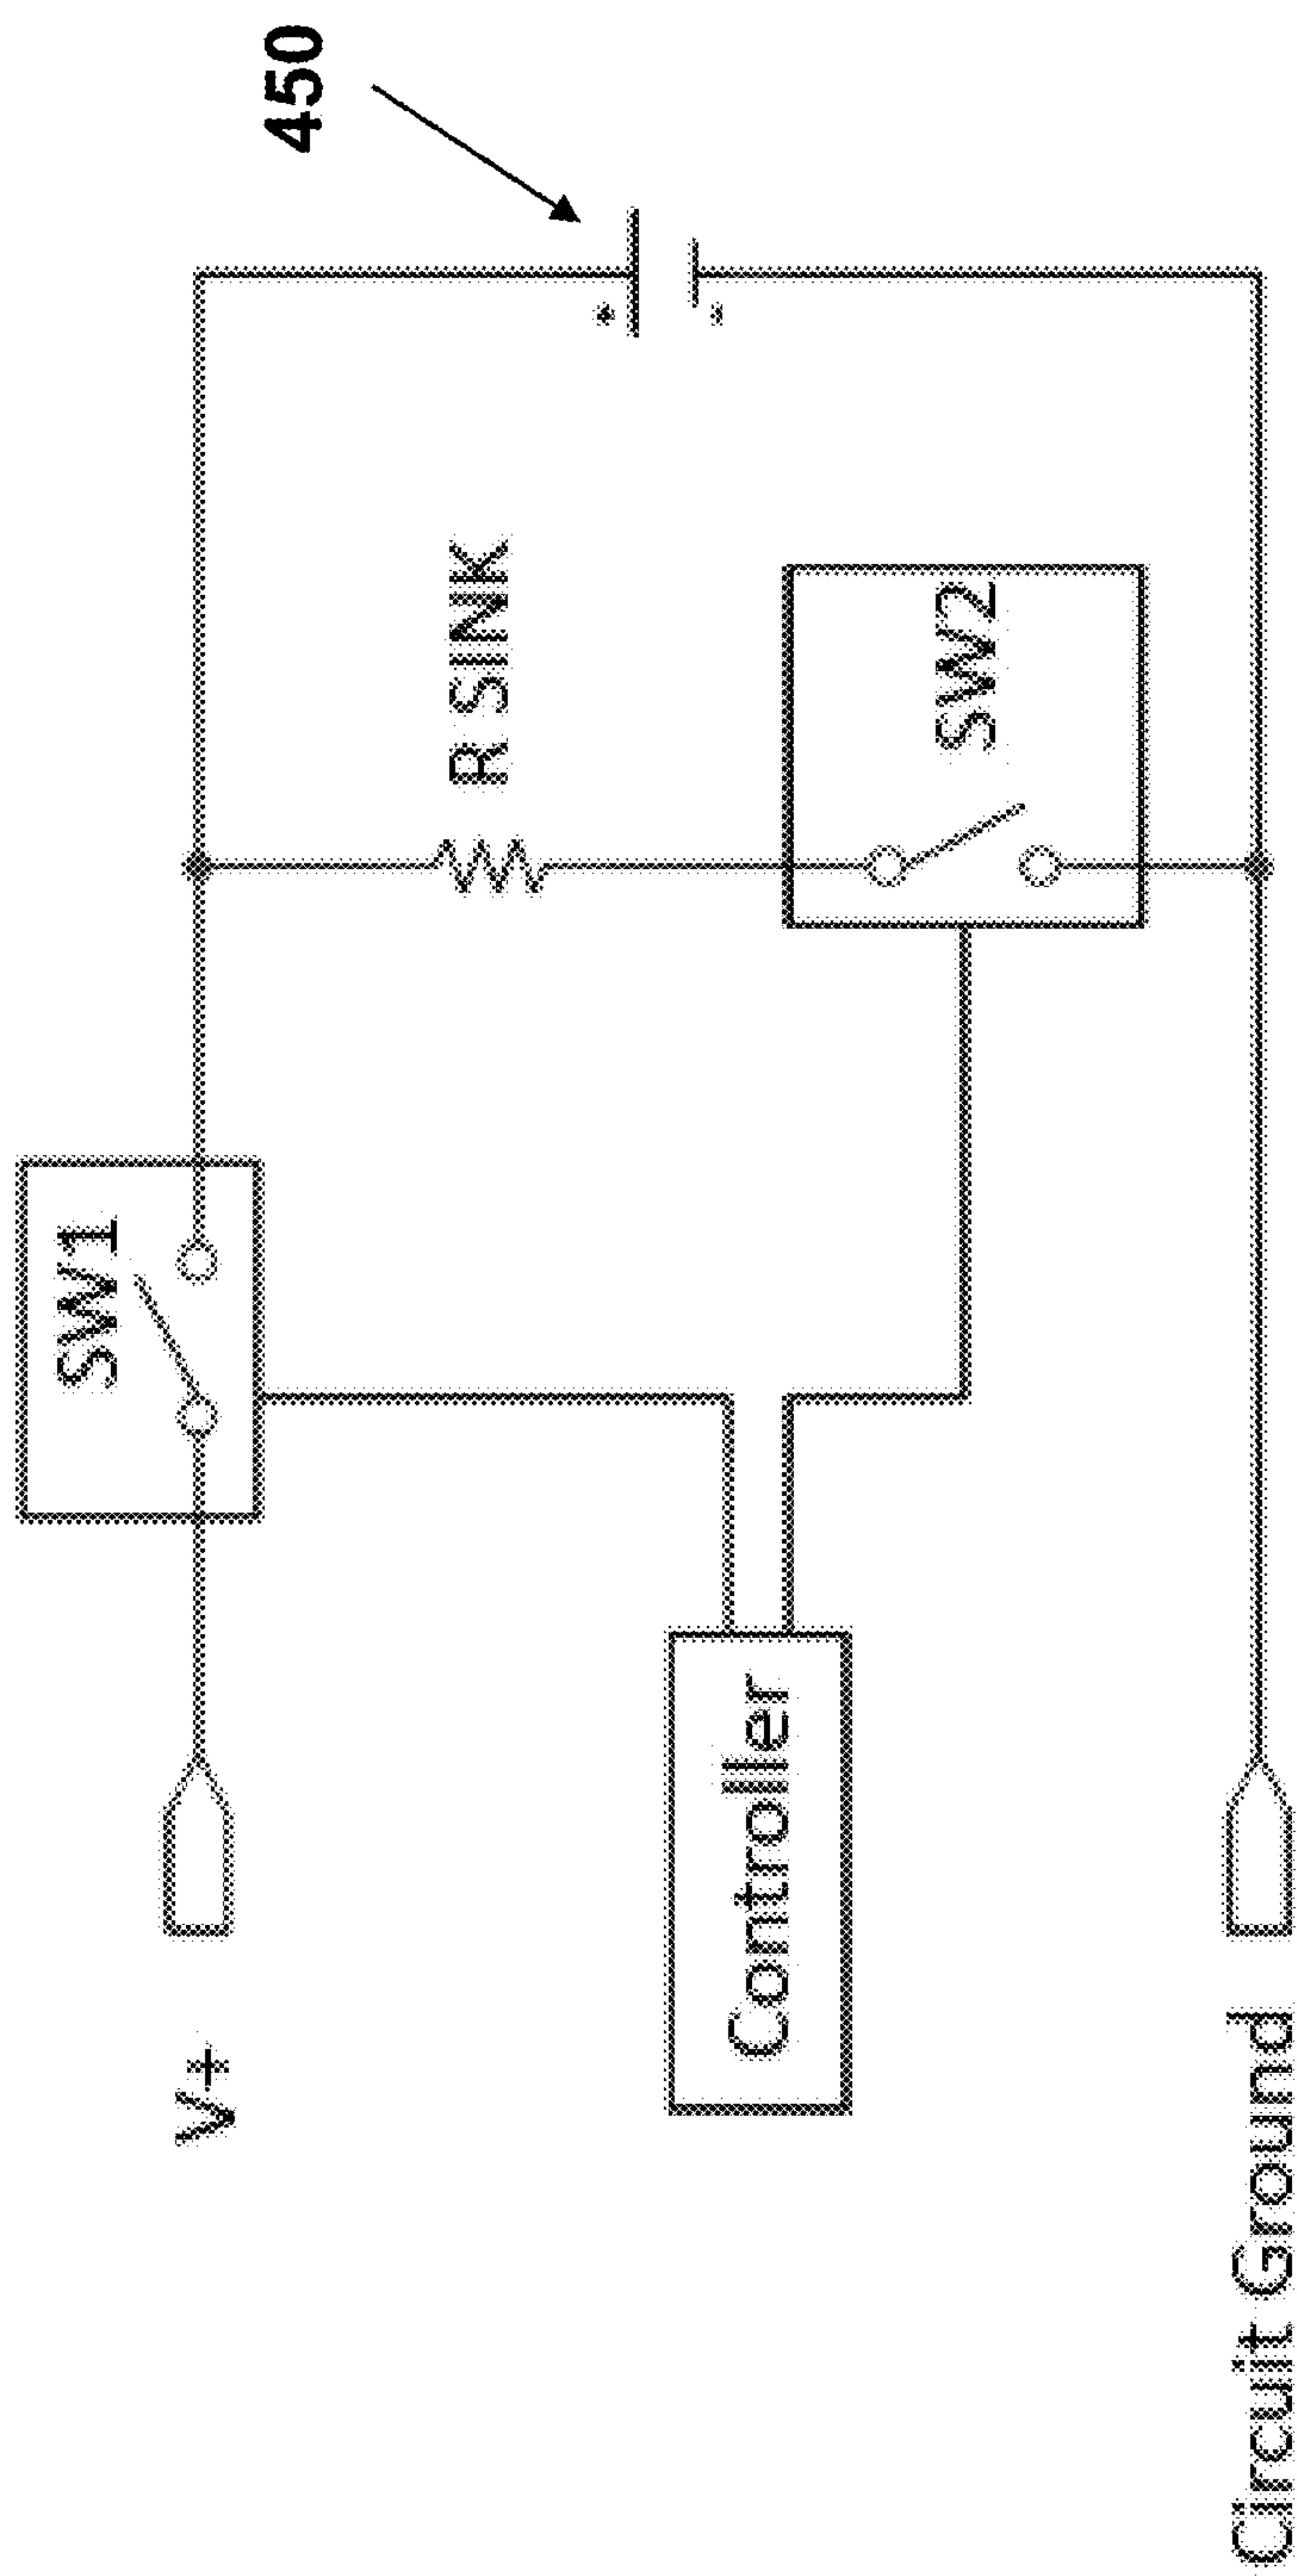 450
SW1
R SINK
SW2
V+
Controller
Circuit Ground